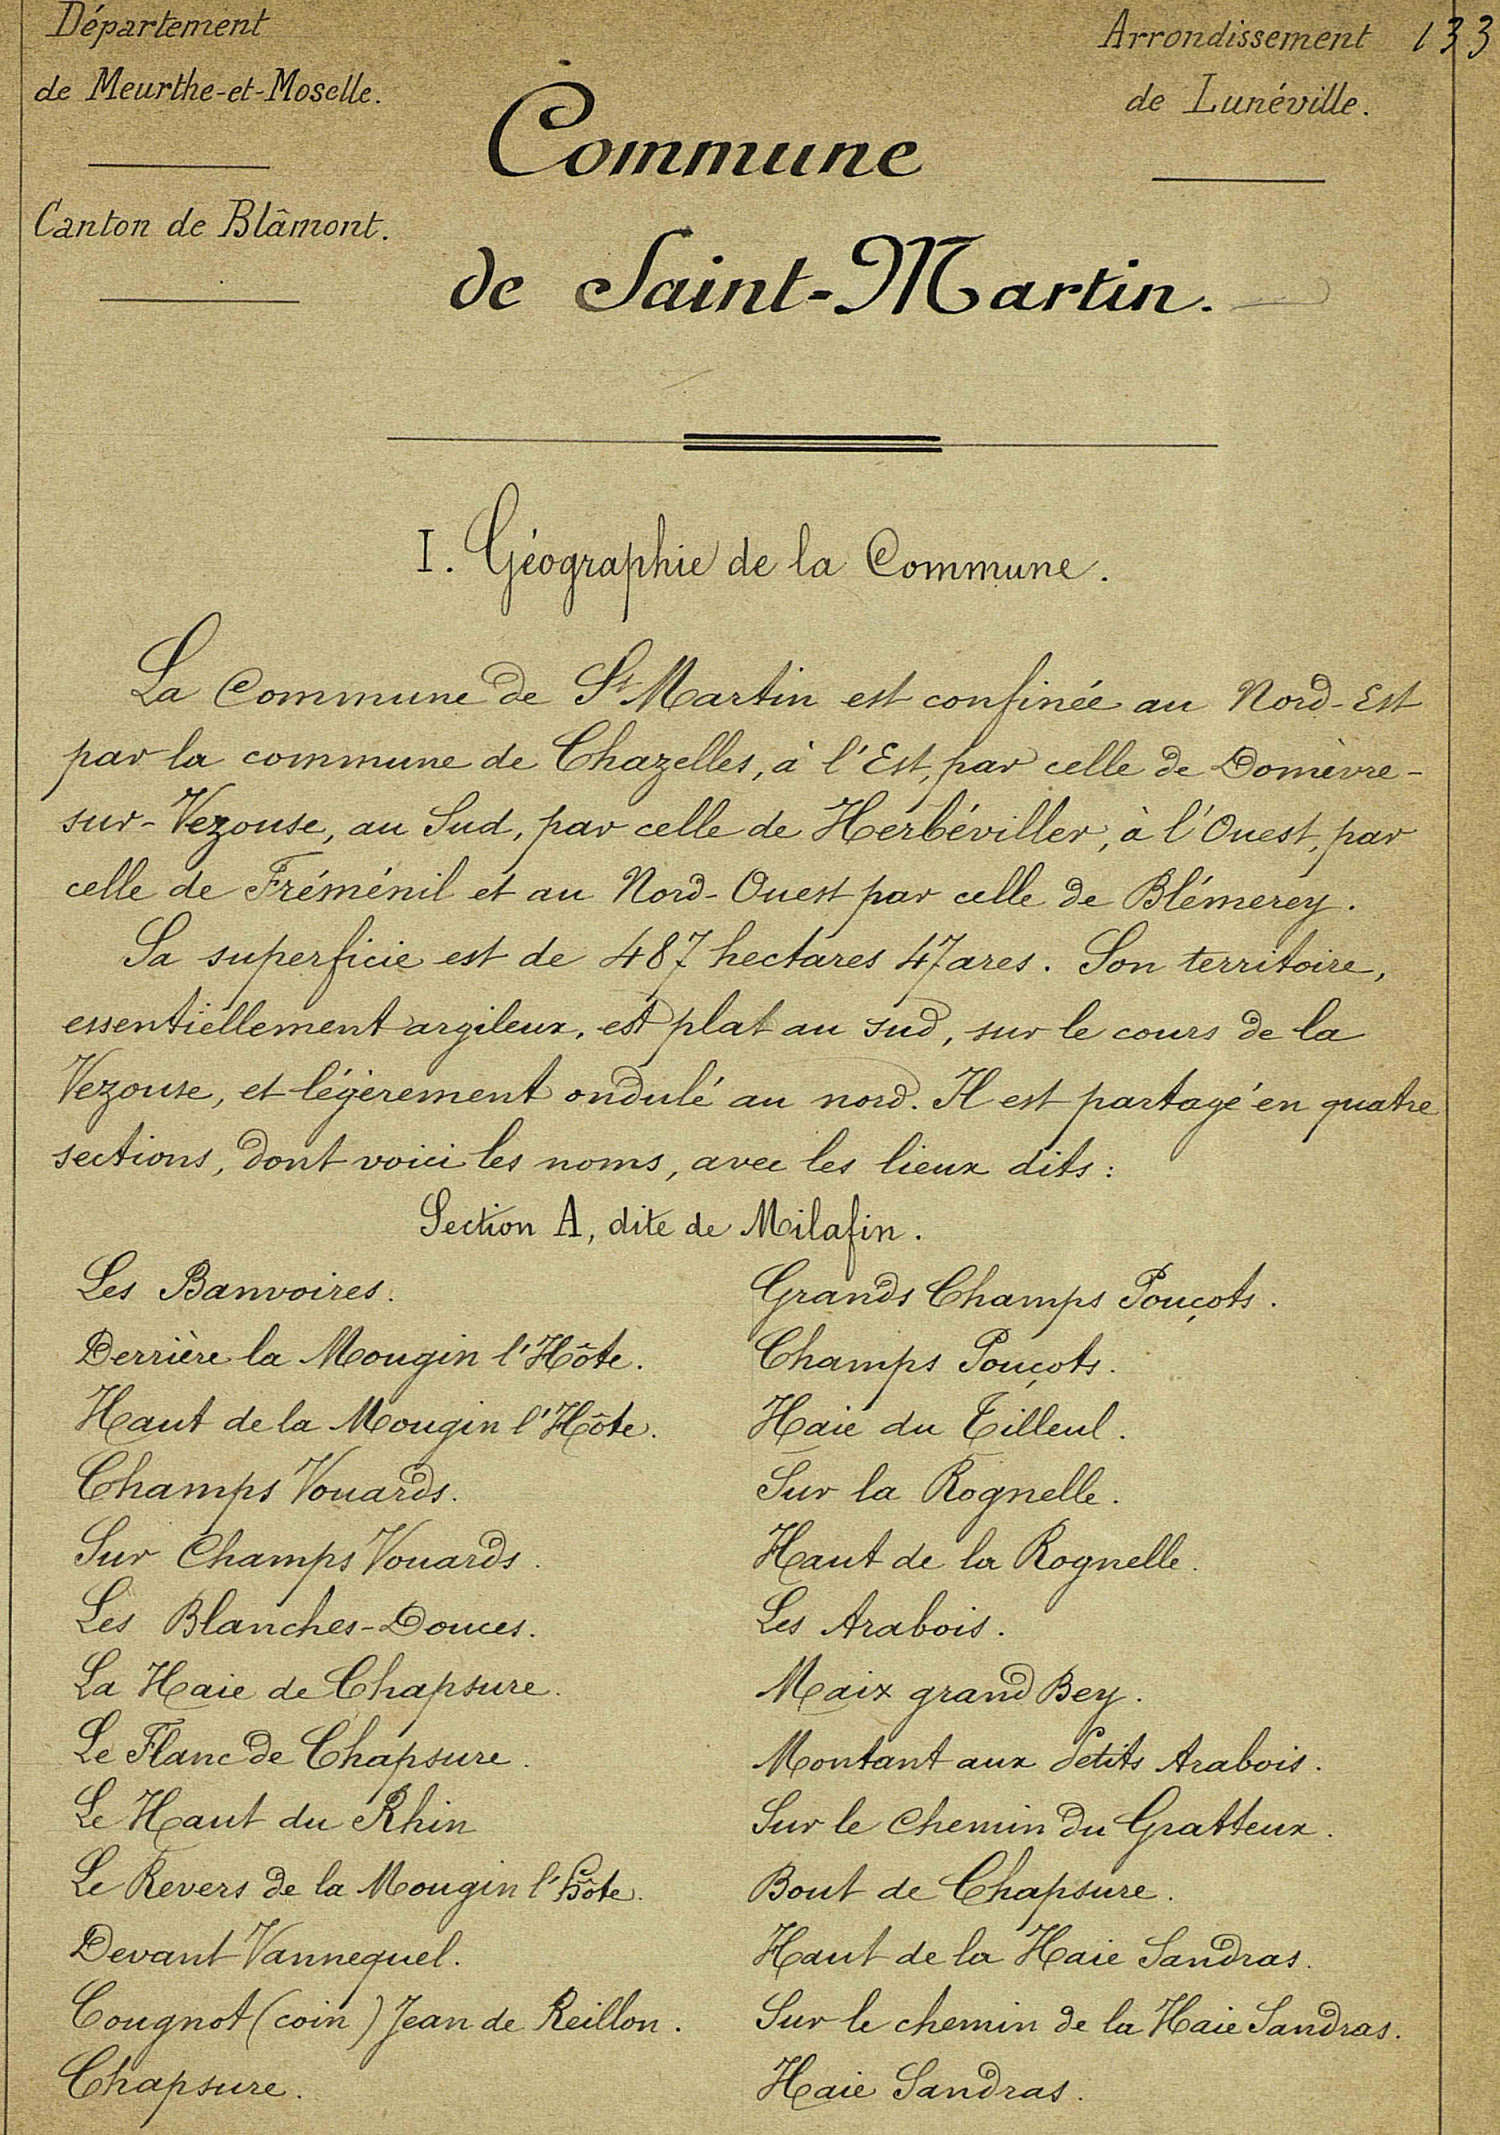 Département
de Meurthe-et-Moselle.
Canton de Blâmont.
Arrondissement
de Lunéville.
133
Commune
de Saint-Martin.
I. Géographie de la Commune.
La Commune de St Martin est confinée au Nord-Est
par la commune de Chazelles, à l'Est, par celle de Domèvre-
sur-Vezouse, au Sud, par celle de Herbéviller, à l'Ouest, par
celle de Fréménil et au Nord-Ouest par celle de Blémerey.
Sa superficie est de 487 hectares 47 ares. Son territoire,
essentiellement argileux, est plat au sud, sur le cours de la
Vezouse, et légèrement ondulé au nord. Il est partagé en quatre
sections, dont voici les noms, avec les lieux dits :
Section A, dite de Milafin.
Les Banvoires.
Derrière la Mougin l'Hôte.
Haut de la Mougin l'Hôte.
Champs Vouards.
Sur Champs Vouards.
Les Blanches-Douces.
La Haie de Chapsure.
Le Flanc de Chapsure.
Le Haut du Rhin
Le Revers de la Mougin l'Hôte.
Devant Vannequel.
Cougnot (coin) Jean de Reillon.
Chapsure.
Grands Champs Pouçots.
Champs Pouçots.
Haie du Tilleul.
Sur la Rognelle.
Haut de la Rognelle.
Les Arabois.
Maix grand Bey.
Montant aux Petits Arabois.
Sur le Chemin du Gratteux.
Bout de Chapsure.
Haut de la Haie Sandras.
Sur le chemin de la Haie Sandras.
Haie Sandras.